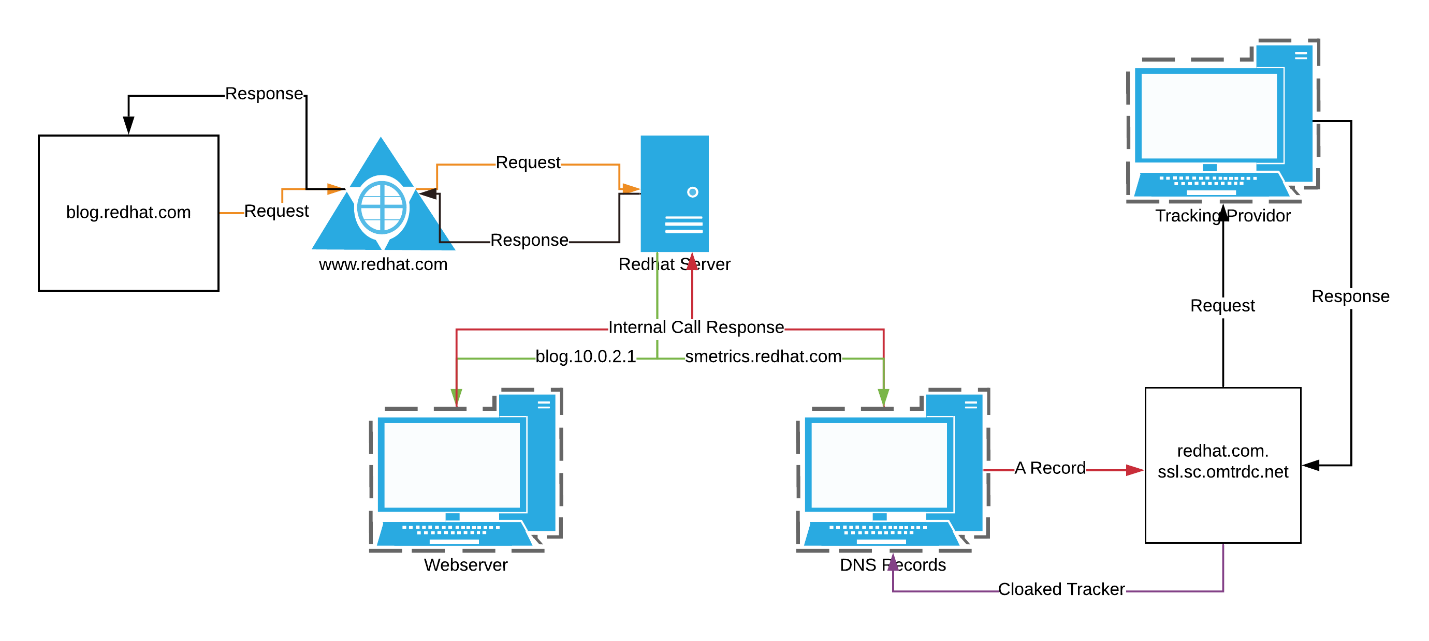 Response
blog.redhat.com
Request
www.redhat.com
Request
Response
Redhat Server
Internal Call Response
blog.10.0.2.1
smetrics.redhat.com
Webserver
DNS Records
A Record
Cloaked Tracker
redhat.com.
ssl.sc.omtrdc.net
Request
Response
Tracking Providor